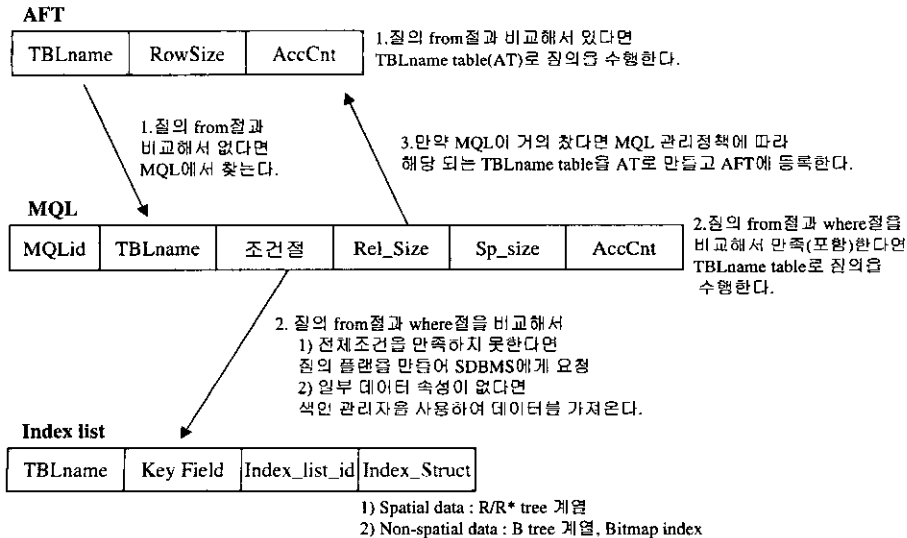 AFT
TBLname RowSize AccCnt
1.질의 from절과 비교해서 있다면
TBLname table(AT)로 질의를 수행한다.
1.질의 from절과
비교해서 없다면
MQL에서 찾는다.
3.만약 MQL이 거의 찼다면 MQL 관리정책에 따라
해당 되는 TBLname table을 AT로 만들고 AFT에 등록한다.
MQL
MQLid TBLname 조건절 Rel_Size Sp_size AccCnt
2.질의 from절과 where절을
비교해서 만족(포함)한다면
TBLname table로 질의을
수행한다.
2. 질의 from절과 where절을 비교해서
1) 전체조건을 만족하지 못한다면
질의 플랜을 만들어 SDBMS에게 요청
2) 일부 데이터 속성이 없다면
색인 관리자을 사용하여 데이터를 가져온다.
Index list
TBLname Key Field Index_list_id Index_Struct
1) Spatial data : R/R* tree 계열
2) Non-spatial data : B tree 계열, Bitmap index